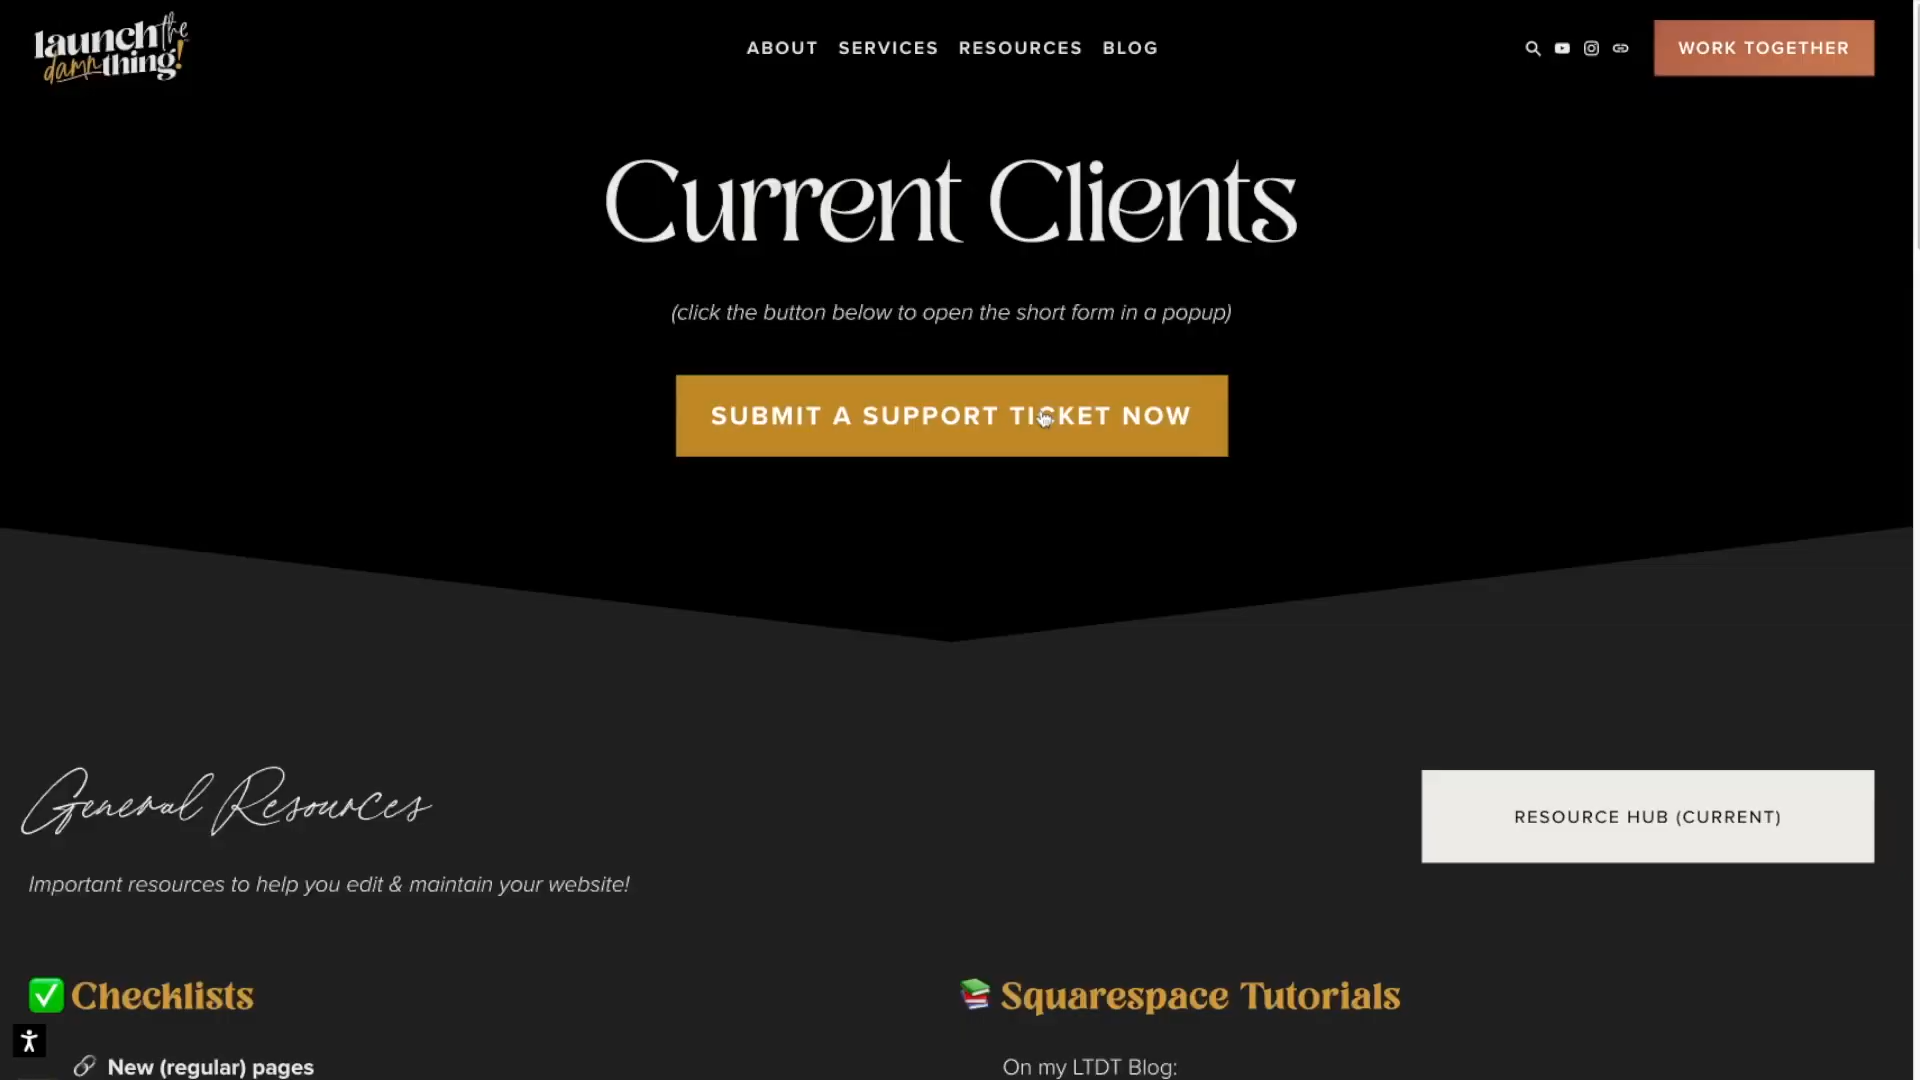 launch the
damn thing!
ABOUT SERVICES RESOURCES BLOG
WORK TOGETHER
Current Clients
(click the button below to open the short form in a popup)
SUBMIT A SUPPORT TICKET NOW
General Resources
RESOURCE HUB (CURRENT)
Important resources to help you edit & maintain your website!
✅ Checklists
📚 Squarespace Tutorials
🔗 New (regular) pages
On my LTDT Blog: